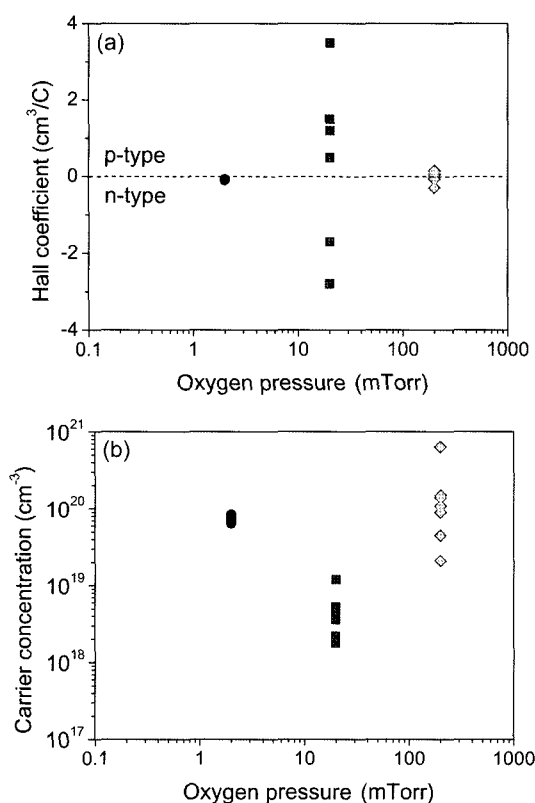 (a)
4
2
0
-2
-4
p-type
n-type
Hall coefficient (cm³/C)
0.1 1 10 100 1000
Oxygen pressure (mTorr)
(b)
10²¹
10²⁰
10¹⁹
10¹⁸
10¹⁷
Carrier concentration (cm⁻³)
0.1 1 10 100 1000
Oxygen pressure (mTorr)